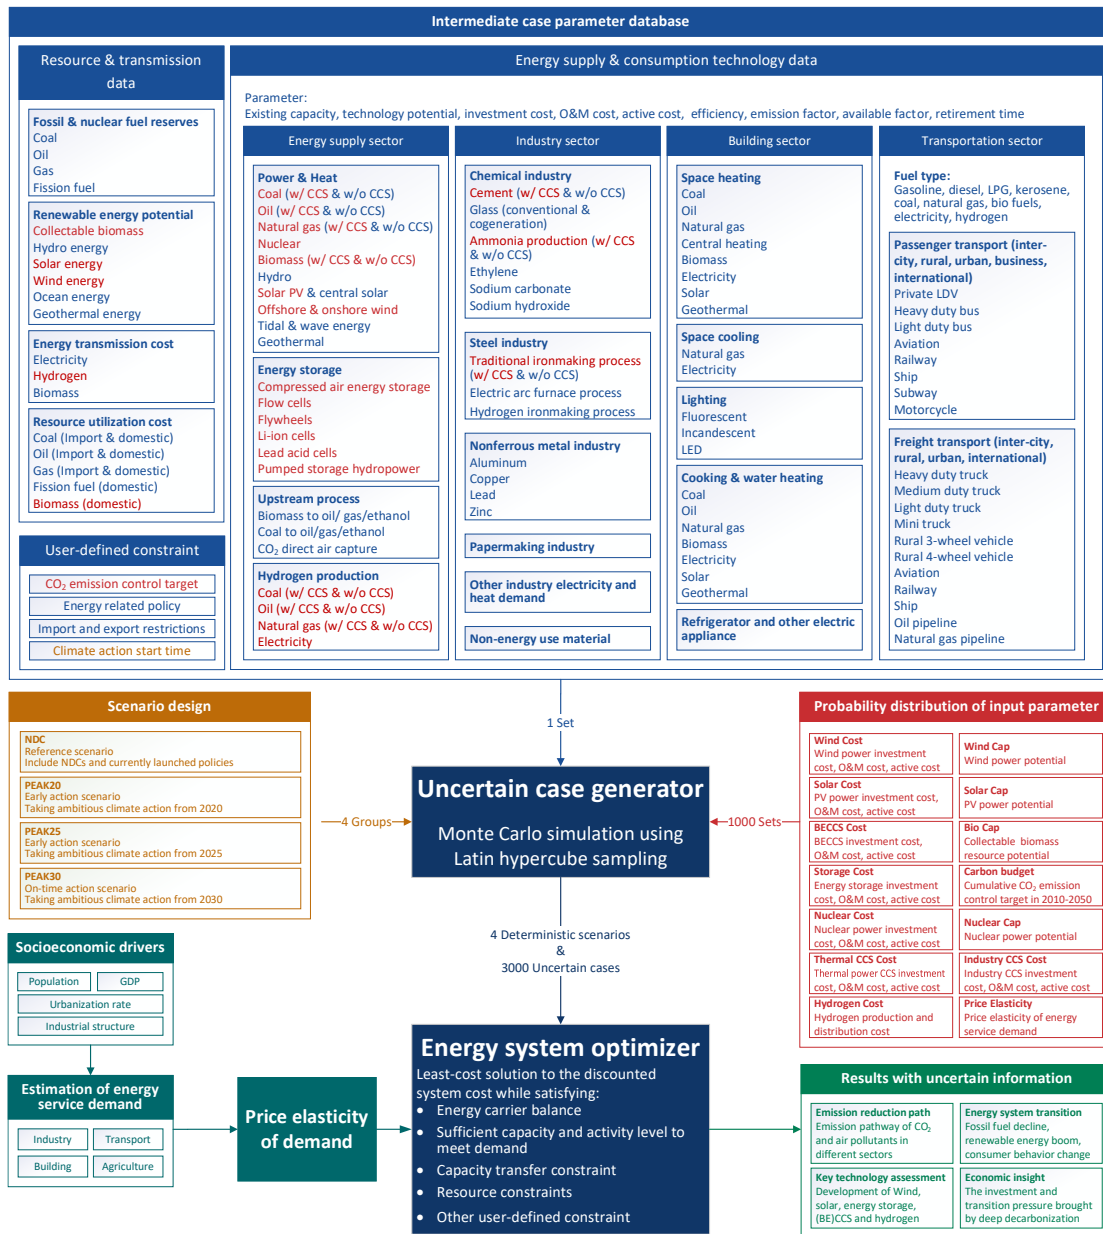 Intermediate case parameter database
Resource & transmission
data
Fossil & nuclear fuel reserves
Coal
Oil
Gas
Fission fuel
Renewable energy potential
Collectable biomass
Hydro energy
Solar energy
Wind energy
Ocean energy
Geothermal energy
Energy transmission cost
Electricity
Hydrogen
Biomass
Resource utilization cost
Coal (Import & domestic)
Oil (Import & domestic)
Gas (Import & domestic)
Fission fuel (domestic)
Biomass (domestic)
User-defined constraint
CO₂ emission control target
Energy related policy
Import and export restrictions
Climate action start time
Energy supply & consumption technology data
Parameter:
Existing capacity, technology potential, investment cost, O&M cost, active cost, efficiency, emission factor, available factor, retirement time
Energy supply sector
Power & Heat
Coal (w/ CCS & w/o CCS)
Oil (w/ CCS & w/o CCS)
Natural gas (w/ CCS & w/o CCS)
Nuclear
Biomass (w/ CCS & w/o CCS)
Hydro
Solar PV & central solar
Offshore & onshore wind
Tidal & wave energy
Geothermal
Energy storage
Compressed air energy storage
Flow cells
Flywheels
Li-ion cells
Lead acid cells
Pumped storage hydropower
Upstream process
Biomass to oil/ gas/ethanol
Coal to oil/gas/ethanol
CO₂ direct air capture
Hydrogen production
Coal (w/ CCS & w/o CCS)
Oil (w/ CCS & w/o CCS)
Natural gas (w/ CCS & w/o CCS)
Electricity
Industry sector
Chemical industry
Cement (w/ CCS & w/o CCS)
Glass (conventional &
cogeneration)
Ammonia production (w/ CCS
& w/o CCS)
Ethylene
Sodium carbonate
Sodium hydroxide
Steel industry
Traditional ironmaking process
(w/ CCS & w/o CCS)
Electric arc furnace process
Hydrogen ironmaking process
Nonferrous metal industry
Aluminum
Copper
Lead
Zinc
Papermaking industry
Other industry electricity and
heat demand
Non-energy use material
Building sector
Space heating
Coal
Oil
Natural gas
Central heating
Biomass
Electricity
Solar
Geothermal
Space cooling
Natural gas
Electricity
Lighting
Fluorescent
Incandescent
LED
Cooking & water heating
Coal
Oil
Natural gas
Biomass
Electricity
Solar
Geothermal
Refrigerator and other electric
appliance
Transportation sector
Fuel type:
Gasoline, diesel, LPG, kerosene,
coal, natural gas, bio fuels,
electricity, hydrogen
Passenger transport (inter-
city, rural, urban, business,
international)
Private LDV
Heavy duty bus
Light duty bus
Aviation
Railway
Ship
Subway
Motorcycle
Freight transport (inter-city,
rural, urban, international)
Heavy duty truck
Medium duty truck
Light duty truck
Mini truck
Rural 3-wheel vehicle
Rural 4-wheel vehicle
Aviation
Railway
Ship
Oil pipeline
Natural gas pipeline
Scenario design
NDC
Reference scenario
Include NDCs and currently launched policies
PEAK20
Early action scenario
Taking ambitious climate action from 2020
PEAK25
Early action scenario
Taking ambitious climate action from 2025
PEAK30
On-time action scenario
Taking ambitious climate action from 2030
1 Set
4 Groups
1000 Sets
Uncertain case generator
Monte Carlo simulation using
Latin hypercube sampling
Probability distribution of input parameter
Wind Cost
Wind power investment
cost, O&M cost, active cost
Wind Cap
Wind power potential
Solar Cost
PV power investment cost,
O&M cost, active cost
Solar Cap
PV power potential
BECCS Cost
BECCS investment cost,
O&M cost, active cost
Bio Cap
Collectable biomass
resource potential
Storage Cost
Energy storage investment
cost, O&M cost, active cost
Carbon budget
Cumulative CO₂ emission
control target in 2010-2050
Nuclear Cost
Nuclear power investment
cost, O&M cost, active cost
Nuclear Cap
Nuclear power potential
Thermal CCS Cost
Thermal power CCS investment
cost, O&M cost, active cost
Industry CCS Cost
Industry CCS investment
cost, O&M cost, active cost
Hydrogen Cost
Hydrogen production and
distribution cost
Price Elasticity
Price elasticity of energy
service demand
4 Deterministic scenarios
&
3000 Uncertain cases
Socioeconomic drivers
Population
GDP
Urbanization rate
Industrial structure
Estimation of energy
service demand
Industry
Transport
Building
Agriculture
Price elasticity
of demand
Energy system optimizer
Least-cost solution to the discounted
system cost while satisfying:
• Energy carrier balance
• Sufficient capacity and activity level to
meet demand
• Capacity transfer constraint
• Resource constraints
• Other user-defined constraint
Results with uncertain information
Emission reduction path
Emission pathway of CO₂
and air pollutants in
different sectors
Energy system transition
Fossil fuel decline,
renewable energy boom,
consumer behavior change
Key technology assessment
Development of Wind,
solar, energy storage,
(BE)CCS and hydrogen
Economic insight
The investment and
transition pressure brought
by deep decarbonization